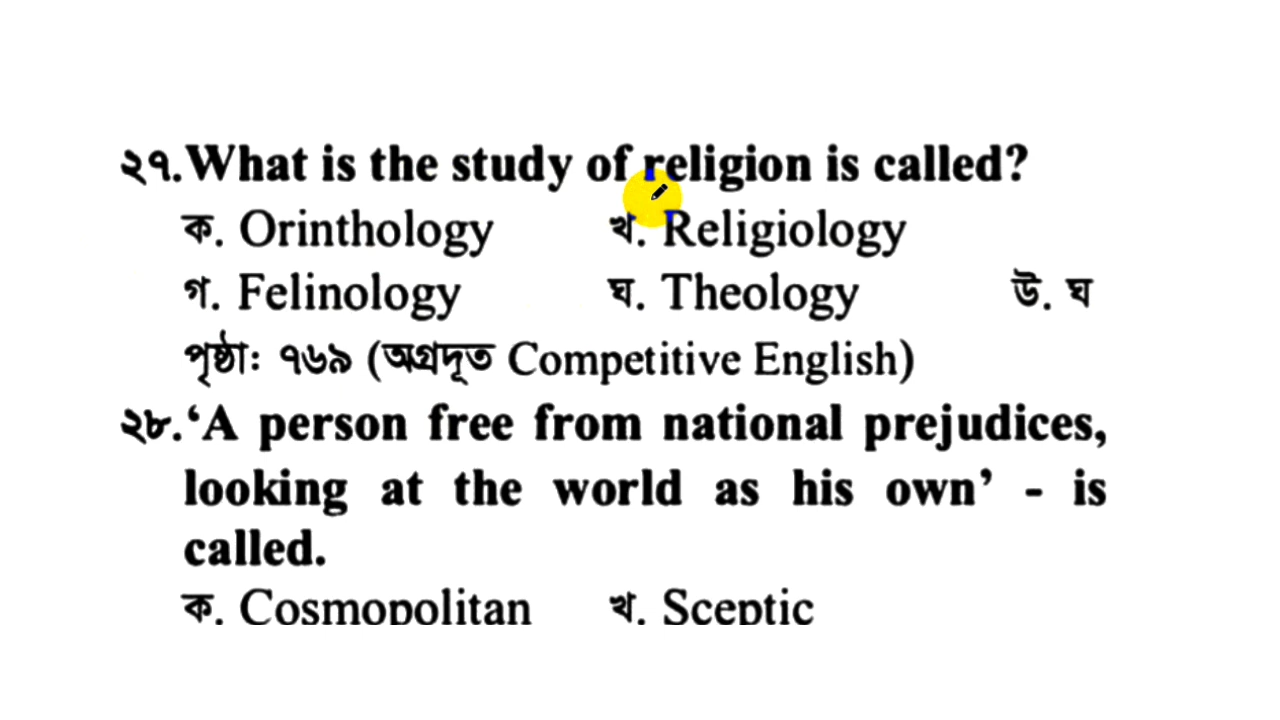 ২৭.What is the study of religion is called?
ক. Orinthology খ. Religiology
গ. Felinology ঘ. Theology উ. ঘ
পৃষ্ঠাঃ ৭৬৯ (অগ্রদূত Competitive English)
২৮.‘A person free from national prejudices,
looking at the world as his own’ - is
called.
ক. Cosmopolitan খ. Sceptic